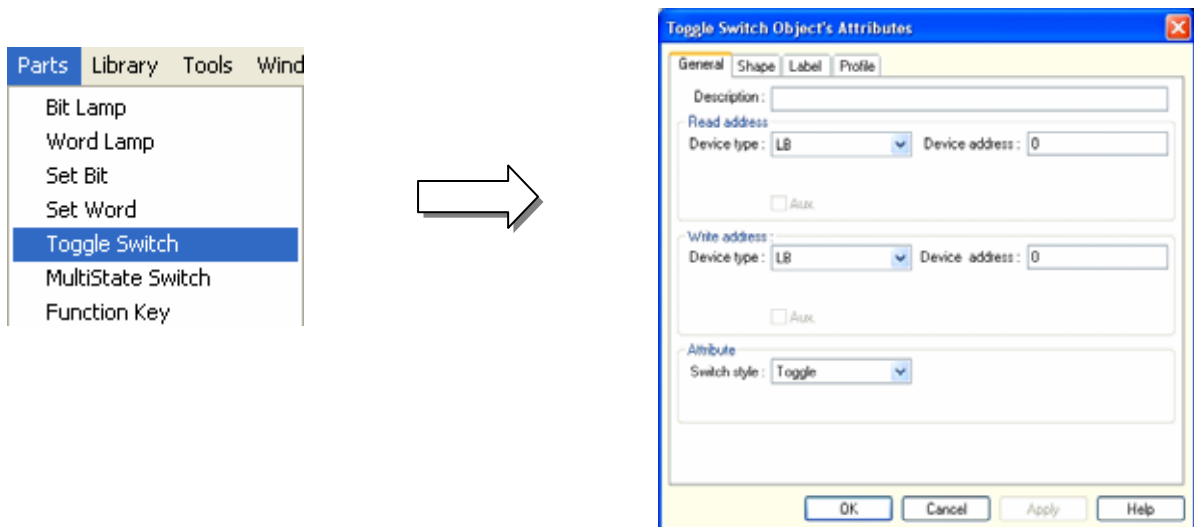 Parts Library Tools Wind
Bit Lamp
Word Lamp
Set Bit
Set Word
Toggle Switch
MultiState Switch
Function Key
Toggle Switch Object's Attributes
General Shape Label Profile
Description :
Read address
Device type : LB Device address : 0
Aux.
Write address :
Device type : LB Device address : 0
Aux.
Attribute
Switch style : Toggle
OK Cancel Apply Help